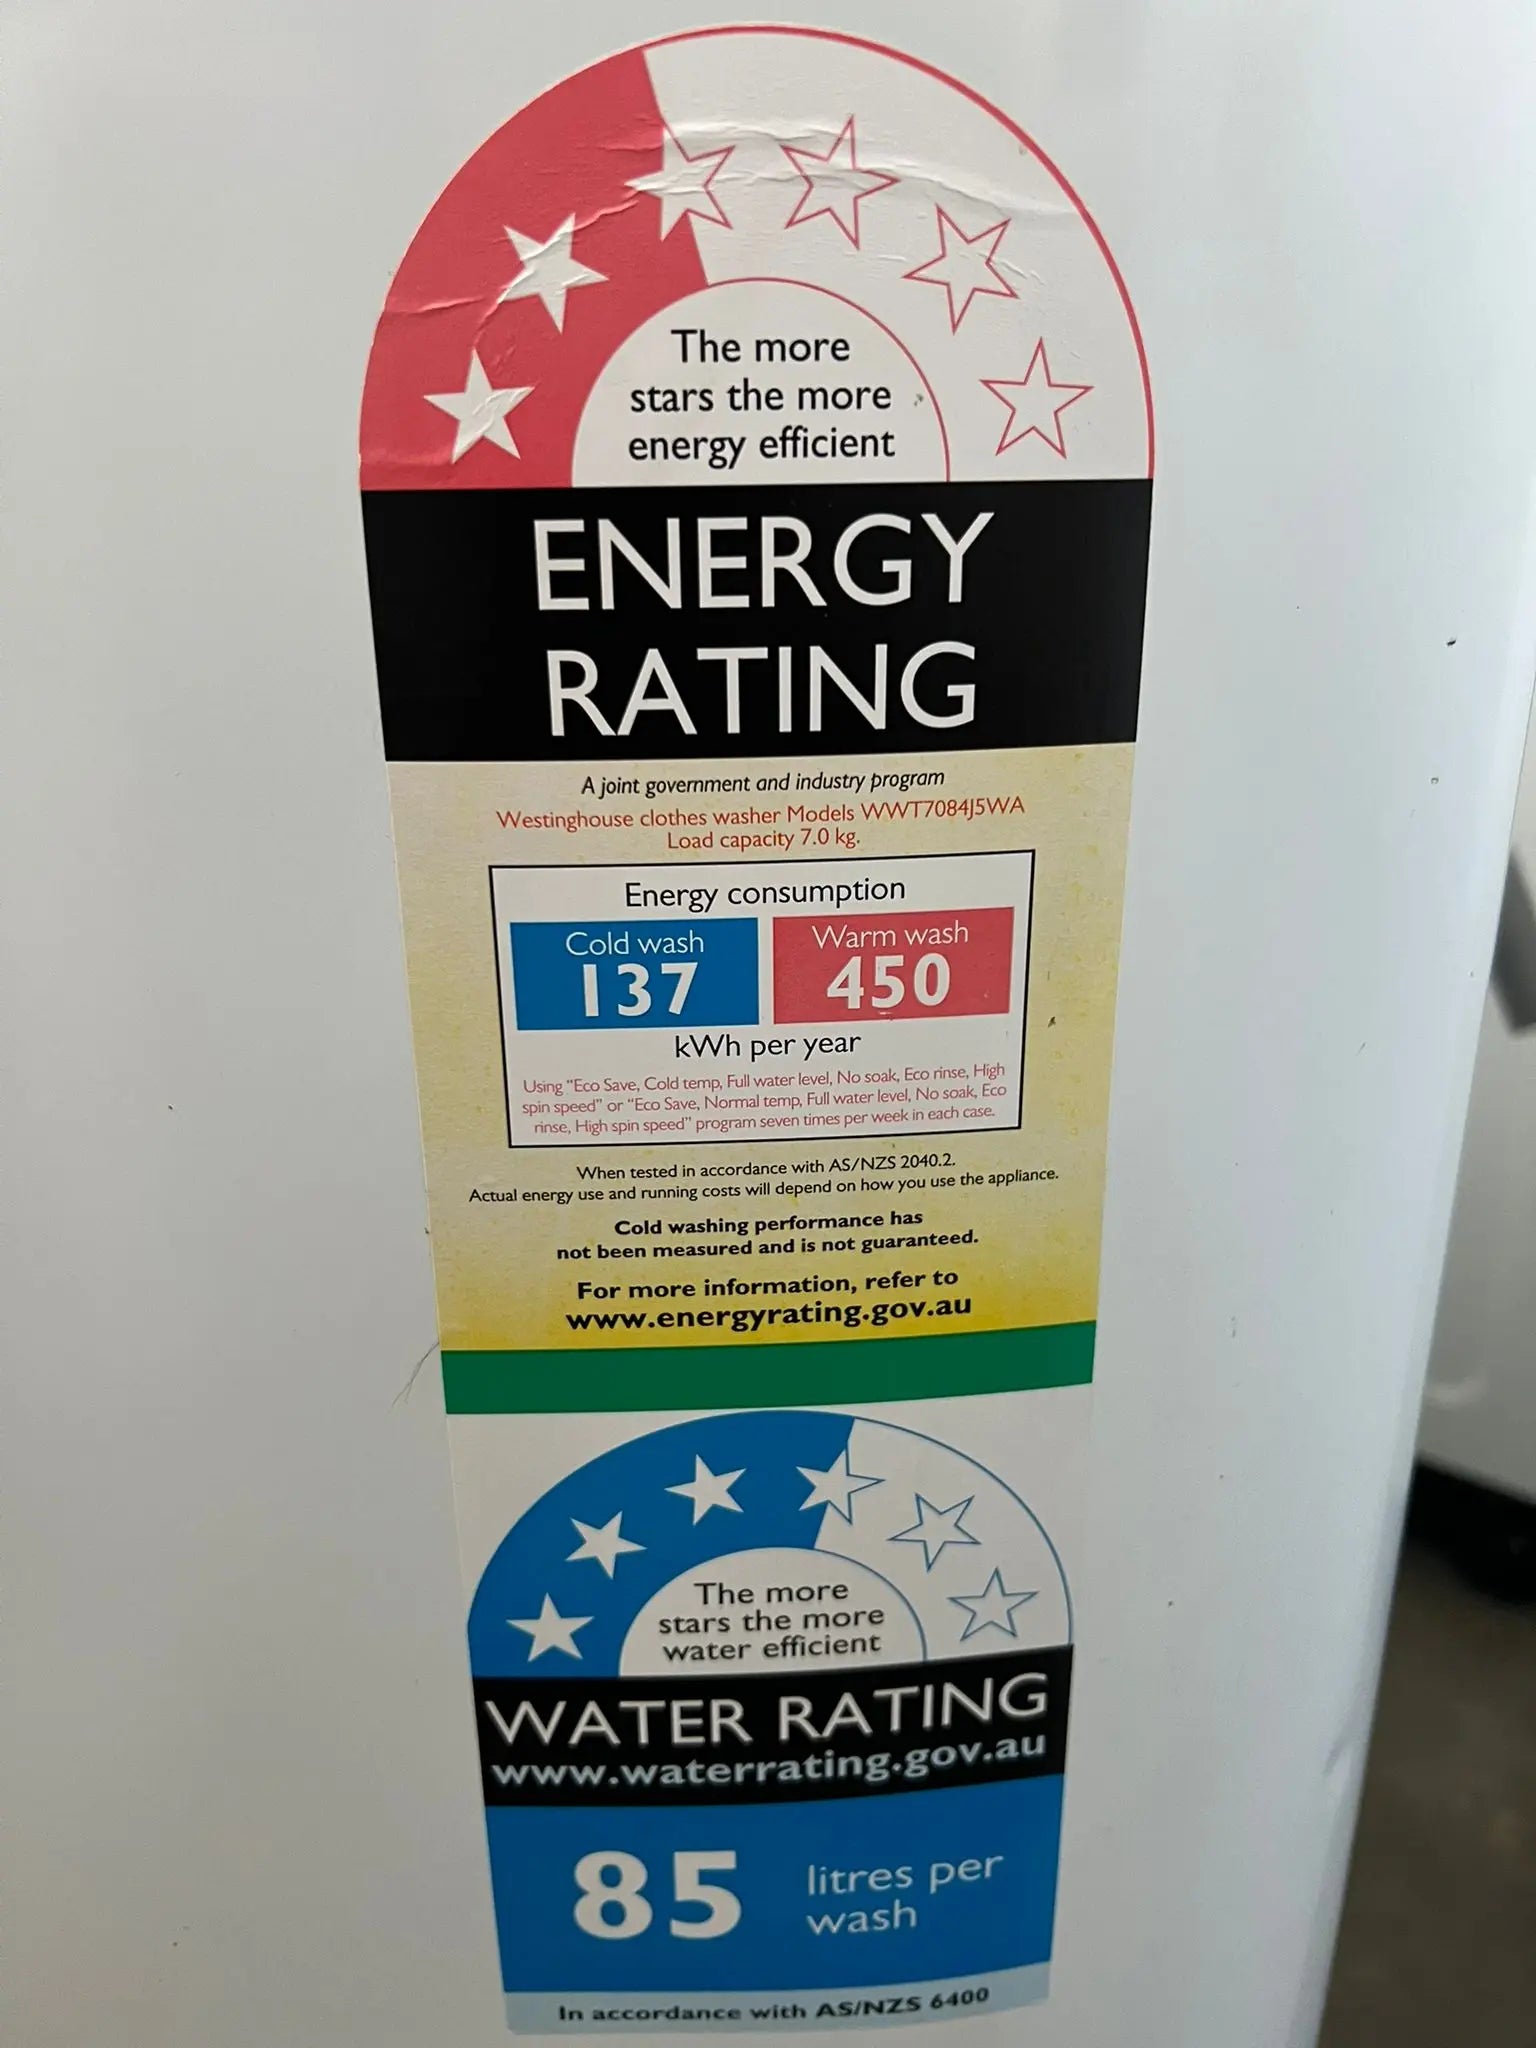 The more
stars the more
energy efficient
ENERGY
RATING
A joint government and industry program
Westinghouse clothes washer Models WWT7084J5WA
Load capacity 7.0 kg.
Energy consumption
Cold wash Warm wash
137 450
kWh per year
Using "Eco Save, Cold temp, Full water level, No soak, Eco rinse, High
spin speed" or "Eco Save, Normal temp, Full water level, No soak, Eco
rinse, High spin speed" program seven times per week in each case.
When tested in accordance with AS/NZS 2040.2.
Actual energy use and running costs will depend on how you use the appliance.
Cold washing performance has
not been measured and is not guaranteed.
For more information, refer to
www.energyrating.gov.au
The more
stars the more
water efficient
WATER RATING
www.waterrating.gov.au
85 litres per
wash
In accordance with AS/NZS 6400